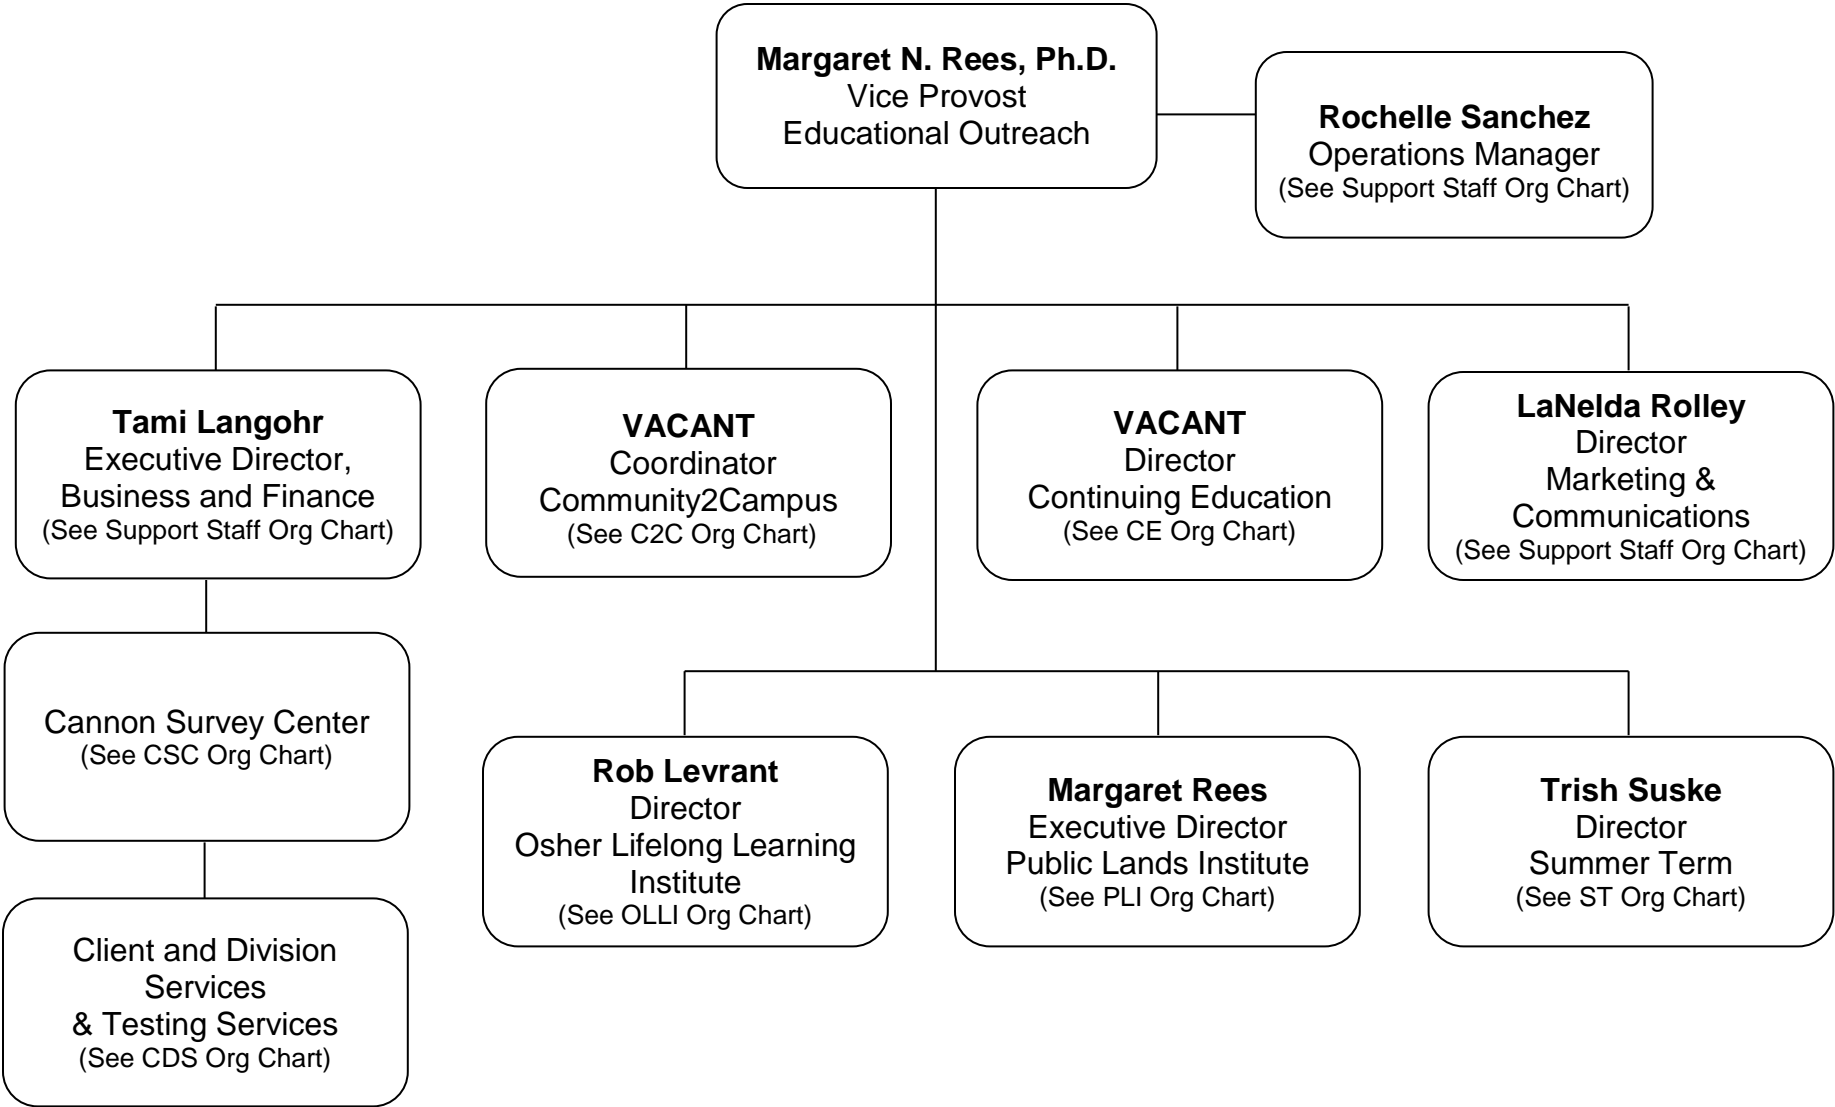 Margaret N. Rees, Ph.D.
Vice Provost
Educational Outreach
Rochelle Sanchez
Operations Manager
(See Support Staff Org Chart)
Tami Langohr
Executive Director,
Business and Finance
(See Support Staff Org Chart)
VACANT
Coordinator
Community2Campus
(See C2C Org Chart)
VACANT
Director
Continuing Education
(See CE Org Chart)
LaNelda Rolley
Director
Marketing &
Communications
(See Support Staff Org Chart)
Cannon Survey Center
(See CSC Org Chart)
Rob Levrant
Director
Osher Lifelong Learning
Institute
(See OLLI Org Chart)
Margaret Rees
Executive Director
Public Lands Institute
(See PLI Org Chart)
Trish Suske
Director
Summer Term
(See ST Org Chart)
Client and Division
Services
& Testing Services
(See CDS Org Chart)